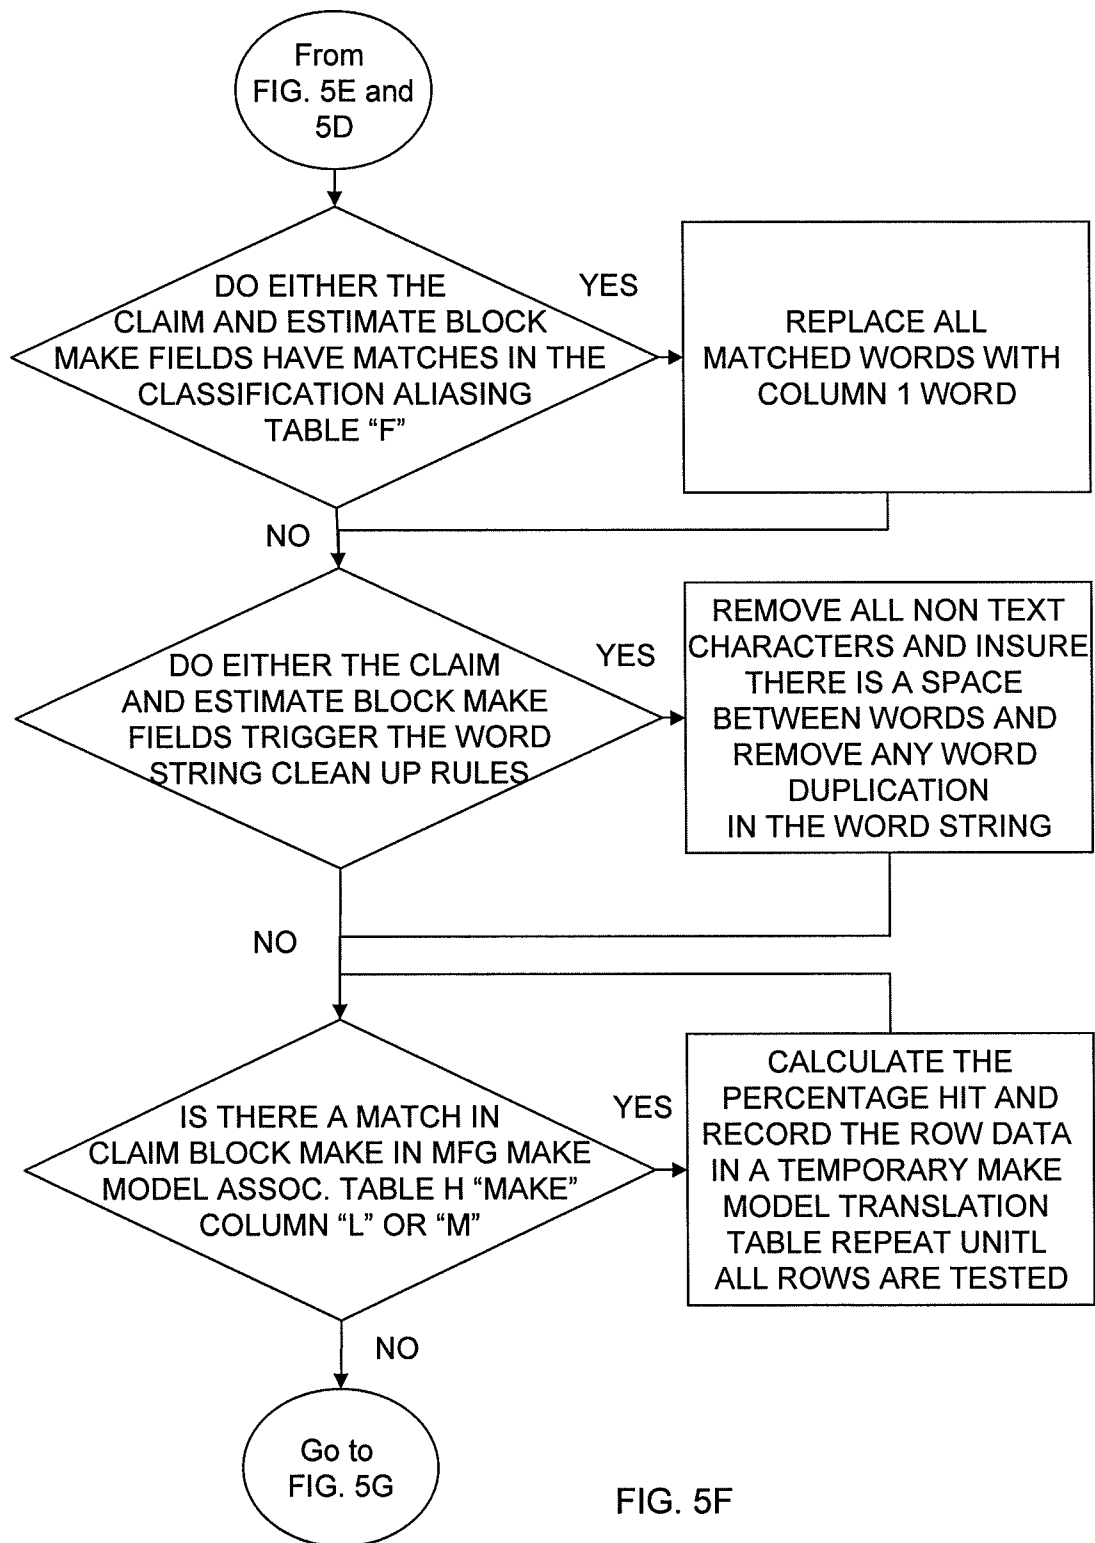 From
FIG. 5E and
5D
DO EITHER THE
CLAIM AND ESTIMATE BLOCK
MAKE FIELDS HAVE MATCHES IN THE
CLASSIFICATION ALIASING
TABLE “F”
YES
REPLACE ALL
MATCHED WORDS WITH
COLUMN 1 WORD
NO
DO EITHER THE CLAIM
AND ESTIMATE BLOCK MAKE
FIELDS TRIGGER THE WORD
STRING CLEAN UP RULES
YES
REMOVE ALL NON TEXT
CHARACTERS AND INSURE
THERE IS A SPACE
BETWEEN WORDS AND
REMOVE ANY WORD
DUPLICATION
IN THE WORD STRING
NO
IS THERE A MATCH IN
CLAIM BLOCK MAKE IN MFG MAKE
MODEL ASSOC. TABLE H “MAKE”
COLUMN “L” OR “M”
YES
CALCULATE THE
PERCENTAGE HIT AND
RECORD THE ROW DATA
IN A TEMPORARY MAKE
MODEL TRANSLATION
TABLE REPEAT UNITL
ALL ROWS ARE TESTED
NO
Go to
FIG. 5G
FIG. 5F